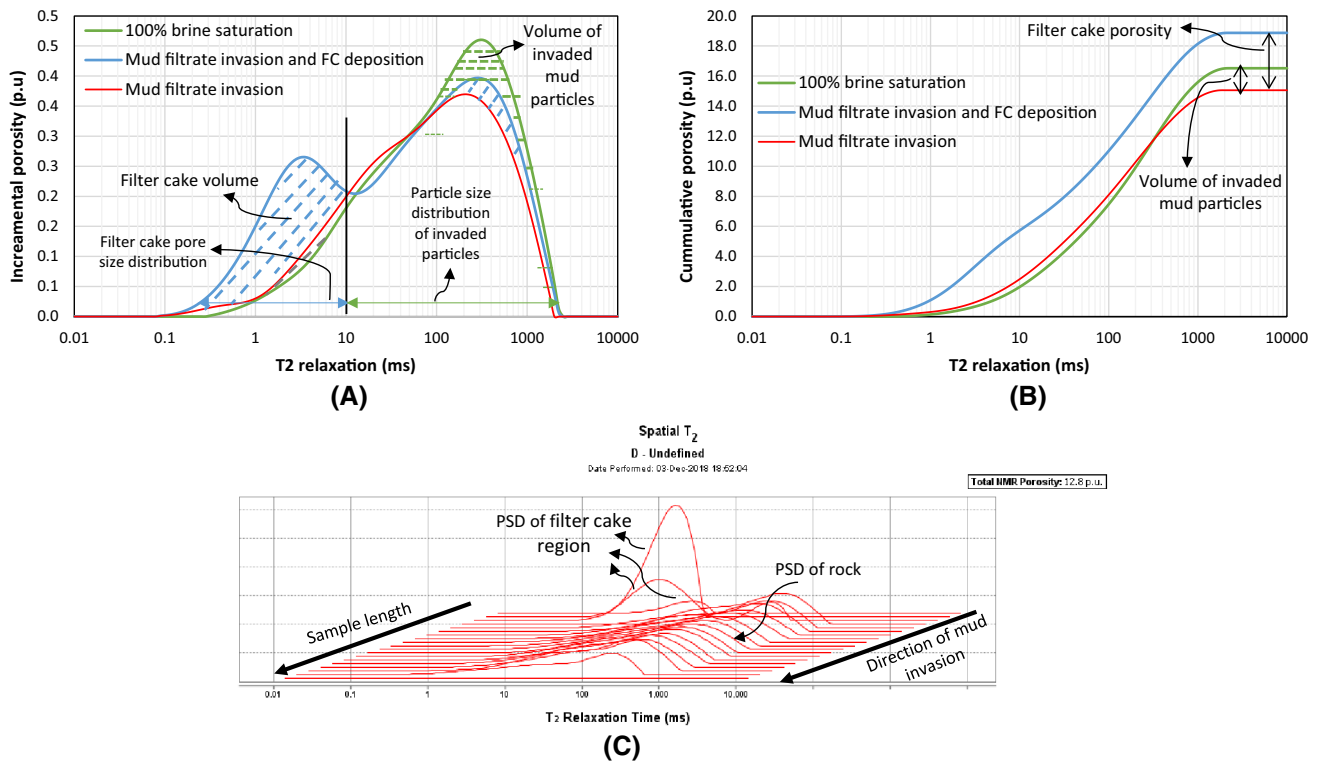 0.5
0.5
0.4
0.4
0.3
0.3
0.2
0.2
0.1
0.1
0.0
Increamental porosity (p.u)
100% brine saturation
Mud filtrate invasion and FC deposition
Mud filtrate invasion
Volume of
invaded
mud
particles
Filter cake volume
Filter cake pore
size distribution
Particle size
distribution
of invaded
particles
0.01 0.1 1 10 100 1000 10000
T2 relaxation (ms)
(A)
20.0
18.0
16.0
14.0
12.0
10.0
8.0
6.0
4.0
2.0
0.0
Cummulative porosity (p.u)
Filter cake porosity
100% brine saturation
Mud filtrate invasion and FC deposition
Mud filtrate invasion
Volume of invaded
mud particles
0.01 0.1 1 10 100 1000 10000
T2 relaxation (ms)
(B)
Spatial T2
D - Undefined
Date Performed: 03-Dec-2018 18:52:04
Total NMR Porosity: 12.8 p.u.
PSD of filter cake
region
PSD of rock
Sample length
Direction of mud
invasion
0.01 0.1 1 10 100 1.000 10.000
T2 Relaxation Time (ms)
(C)